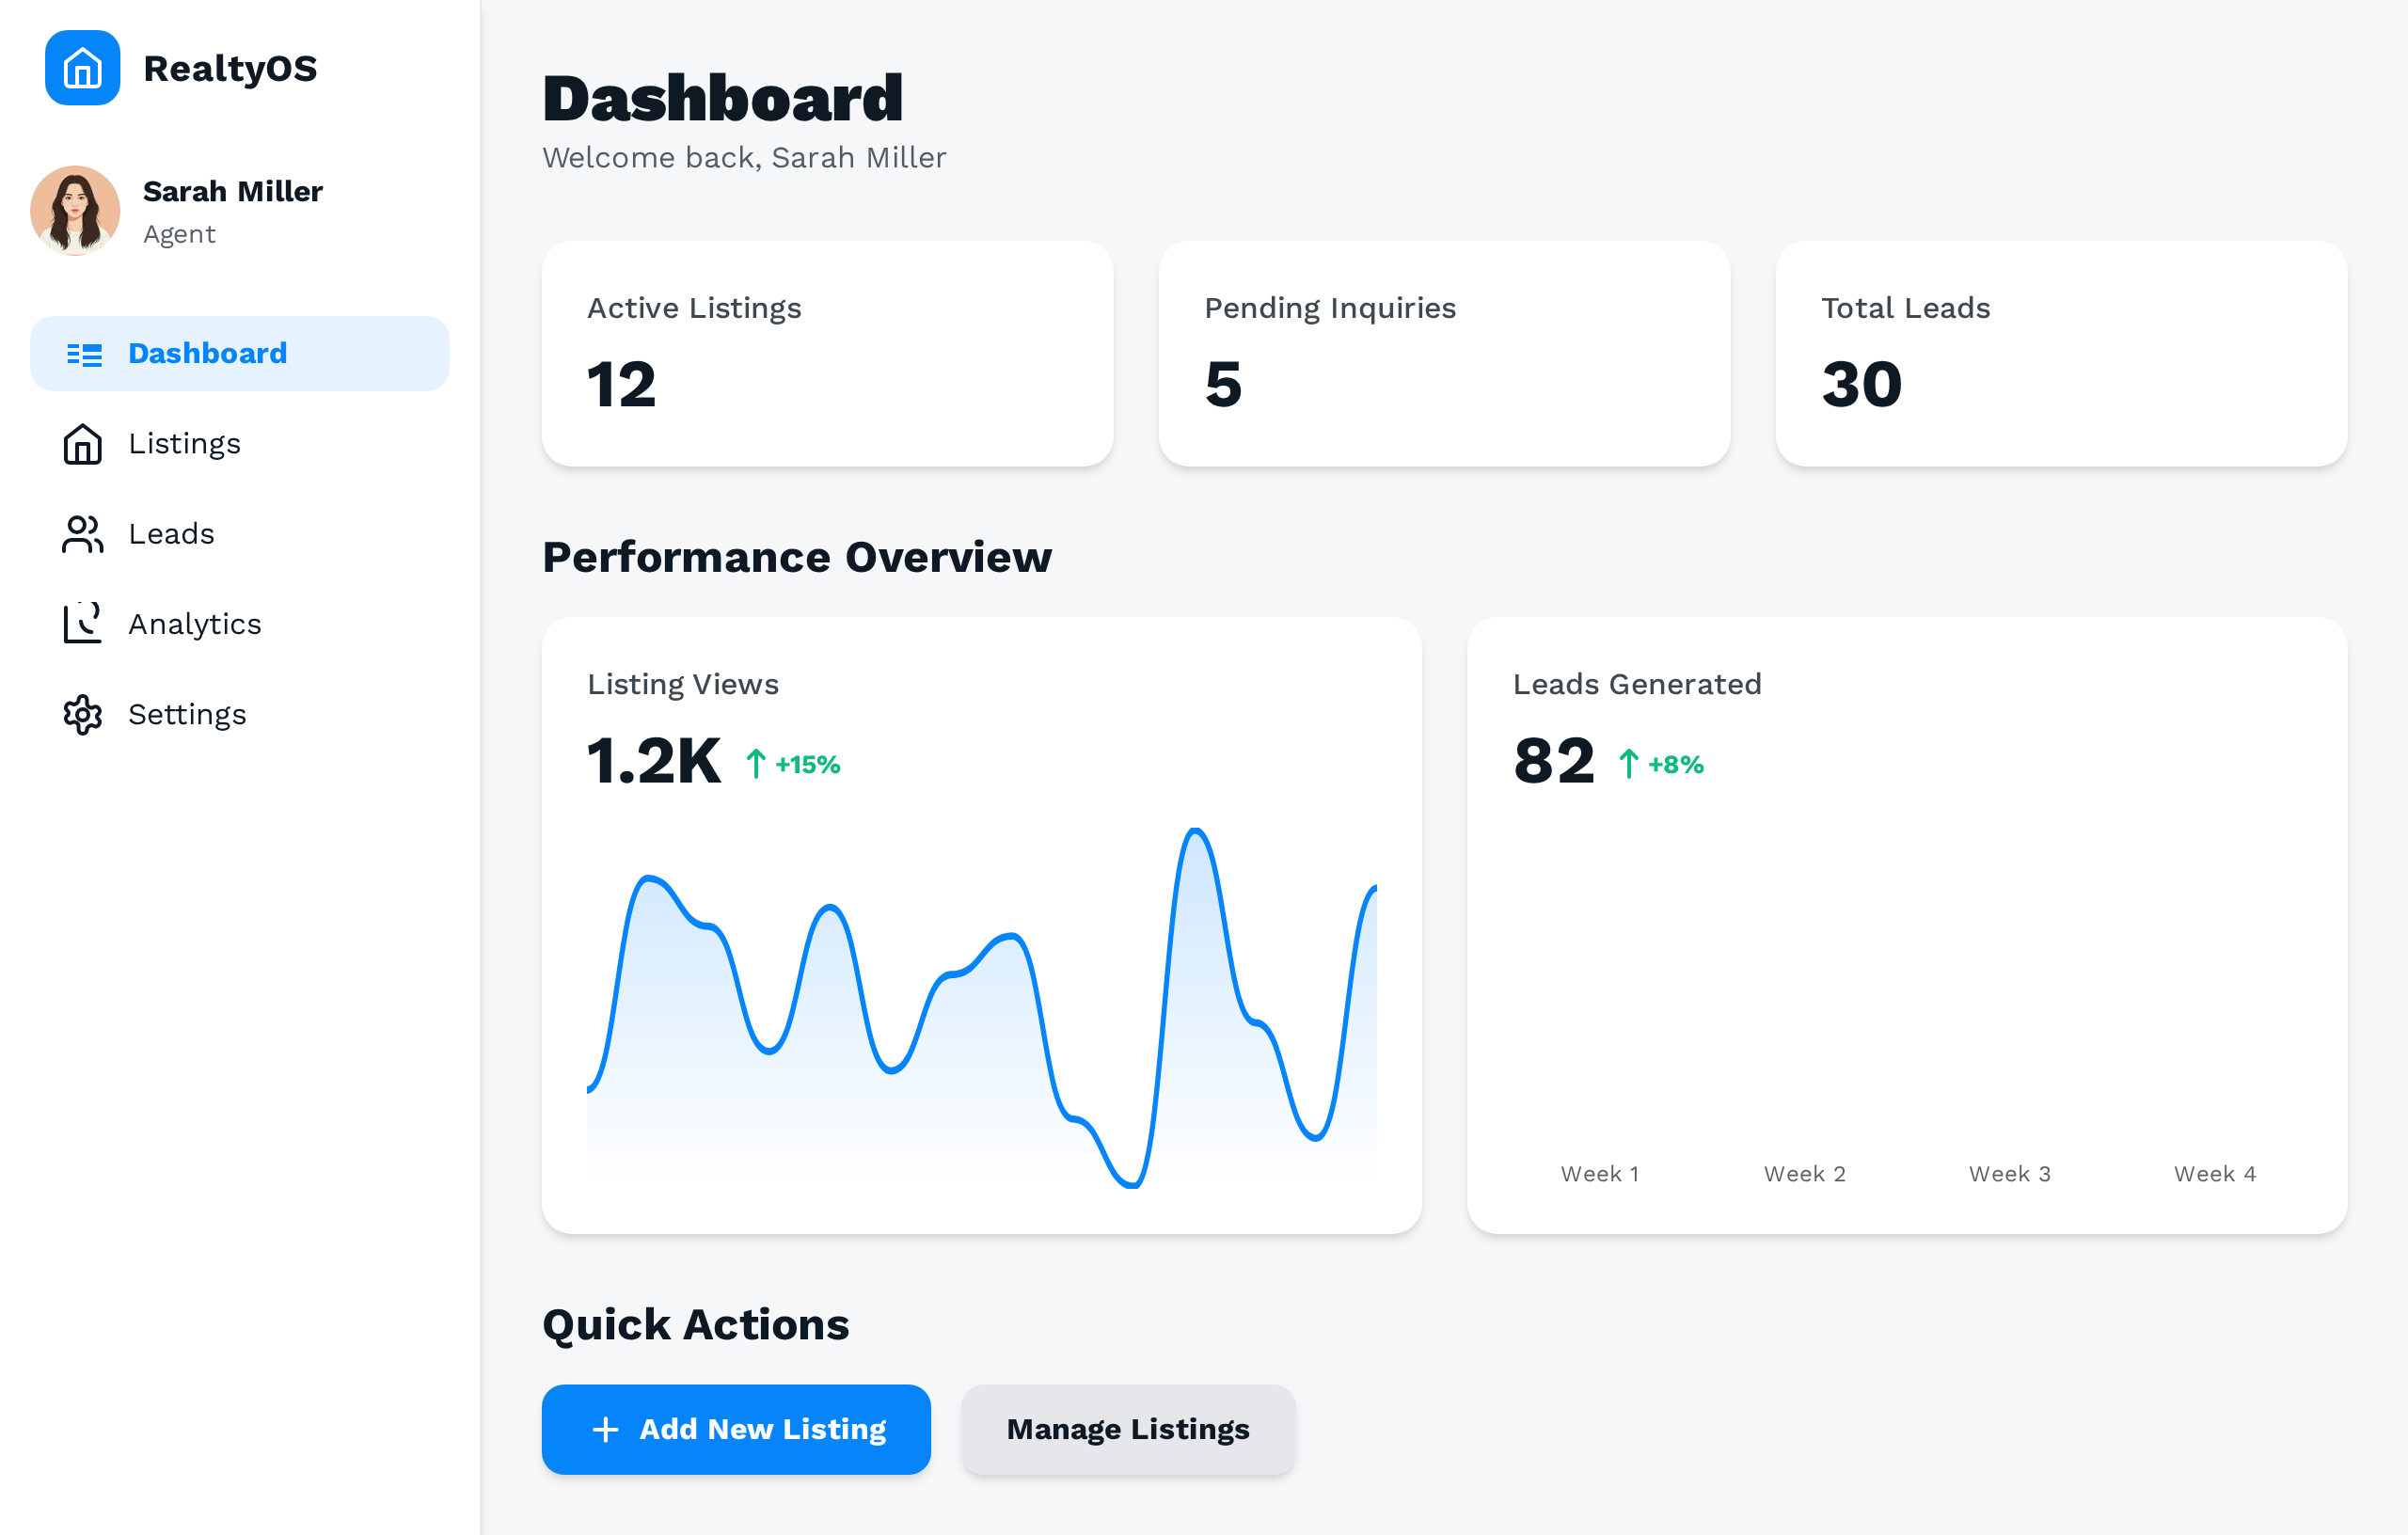 RealtyOS
Sarah Miller
Agent
Dashboard
Listings
Leads
Analytics
Settings
Dashboard
Welcome back, Sarah Miller
Active Listings
12
Pending Inquiries
5
Total Leads
30
Performance Overview
Listing Views
1.2K +15%
Leads Generated
82 +8%
Week 1 Week 2 Week 3 Week 4
Quick Actions
Add New Listing
Manage Listings